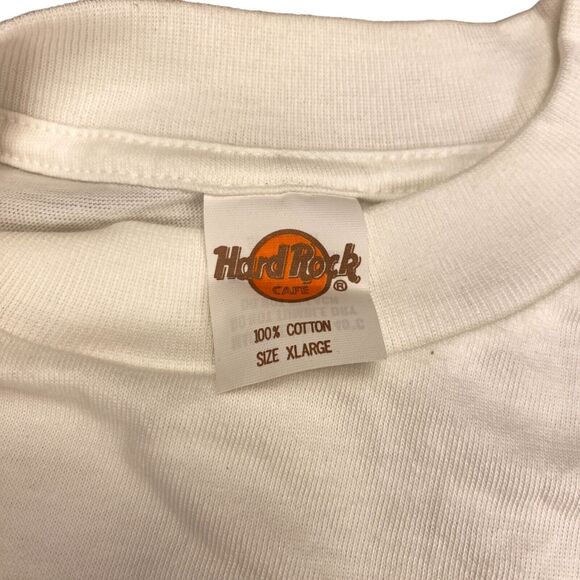 Hard Rock
CAFE ®
100% COTTON
SIZE XLARGE